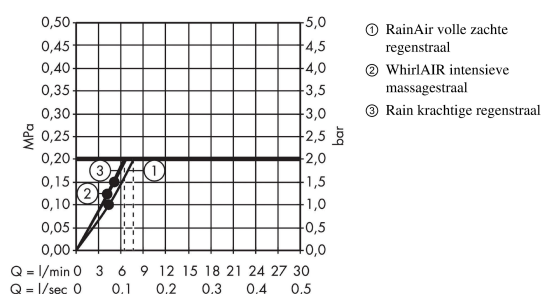 0,50
0,45
0,40
0,35
0,30
0,25
0,20
0,15
0,10
0,05
0,00
MPa
5,0
4,5
4,0
3,5
3,0
2,5
2,0
1,5
1,0
0,5
0,0
bar
③ ①
②
Q = l/min 0 3 6 9 12 15 18 21 24 27 30
Q = l/sec 0 0.1 0.2 0.3 0.4 0.5
① RainAir volle zachte
regenstraal
② WhirlAIR intensieve
massagestraal
③ Rain krachtige regenstraal